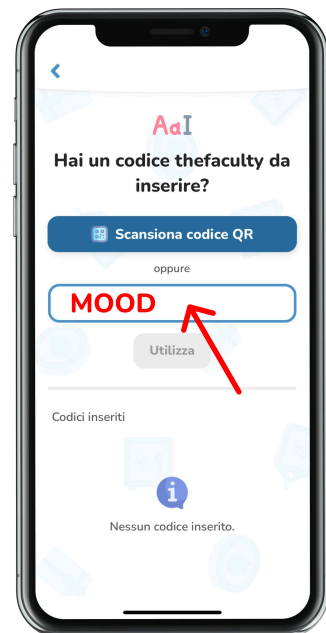 AaI
Hai un codice thefaculty da
inserire?
Scansiona codice QR
oppure
MOOD
Utilizza
Codici inseriti
Nessun codice inserito.